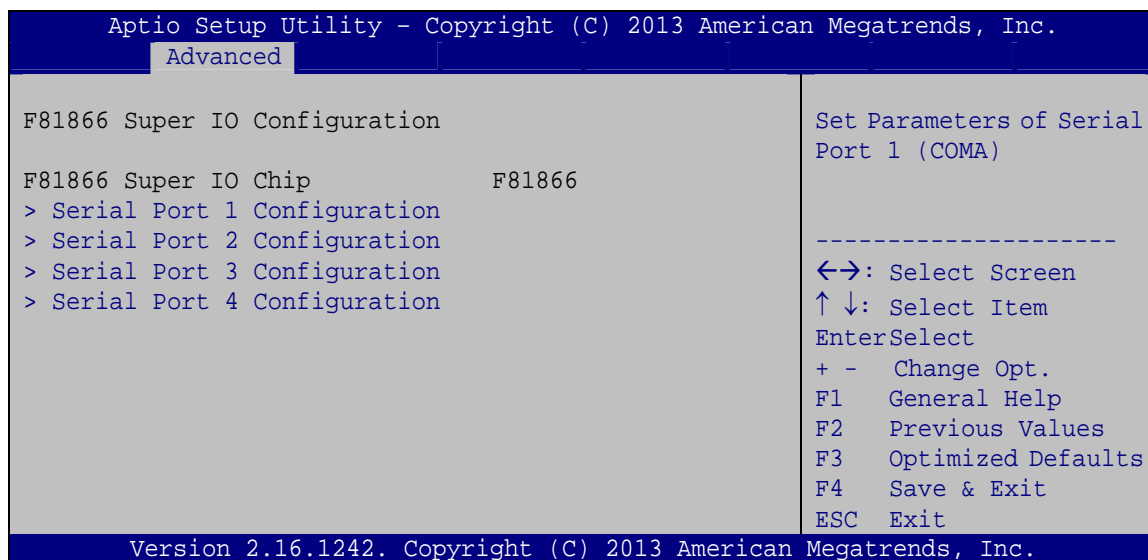 Aptio Setup Utility – Copyright (C) 2013 American Megatrends, Inc.
Advanced
F81866 Super IO Configuration
F81866 Super IO Chip F81866
> Serial Port 1 Configuration
> Serial Port 2 Configuration
> Serial Port 3 Configuration
> Serial Port 4 Configuration
Set Parameters of Serial
Port 1 (COMA)
---------------------
←→: Select Screen
↑ ↓: Select Item
EnterSelect
+ - Change Opt.
F1 General Help
F2 Previous Values
F3 Optimized Defaults
F4 Save & Exit
ESC Exit
Version 2.16.1242. Copyright (C) 2013 American Megatrends, Inc.